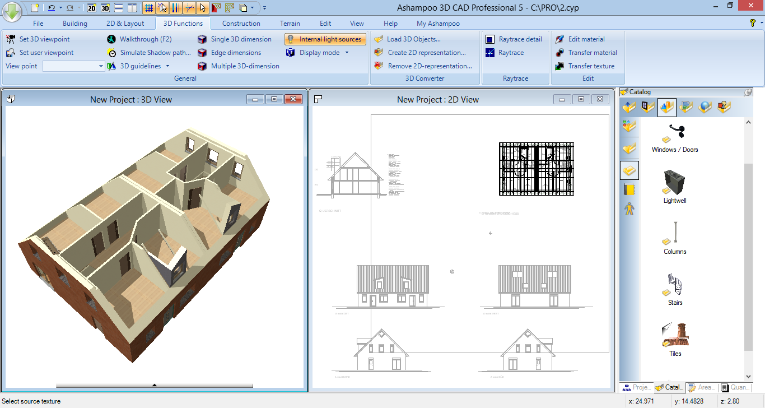 Ashampoo 3D CAD Professional 5 - C:\PRO\2.cyp
File Building 2D & Layout 3D Functions Construction Terrain Edit View Help My Ashampoo
Set 3D viewpoint
Set user viewpoint
View point
Walkthrough (F2)
Simulate Shadow path...
3D guidelines
Single 3D dimension
Edge dimensions
Multiple 3D-dimension
Internal light sources
Display mode
General
Load 3D Objects...
Create 2D-representation...
Remove 2D-representation...
3D Converter
Raytrace detail
Raytrace
Raytrace
Edit material
Transfer material
Transfer texture
Edit
New Project : 3D View
New Project : 2D View
Catalog
Windows / Doors
Lightwell
Columns
Stairs
Tiles
Proje...
Catal...
Area...
Quan...
Select source texture
x: 24.971 y: 14.4828 z: 2.80